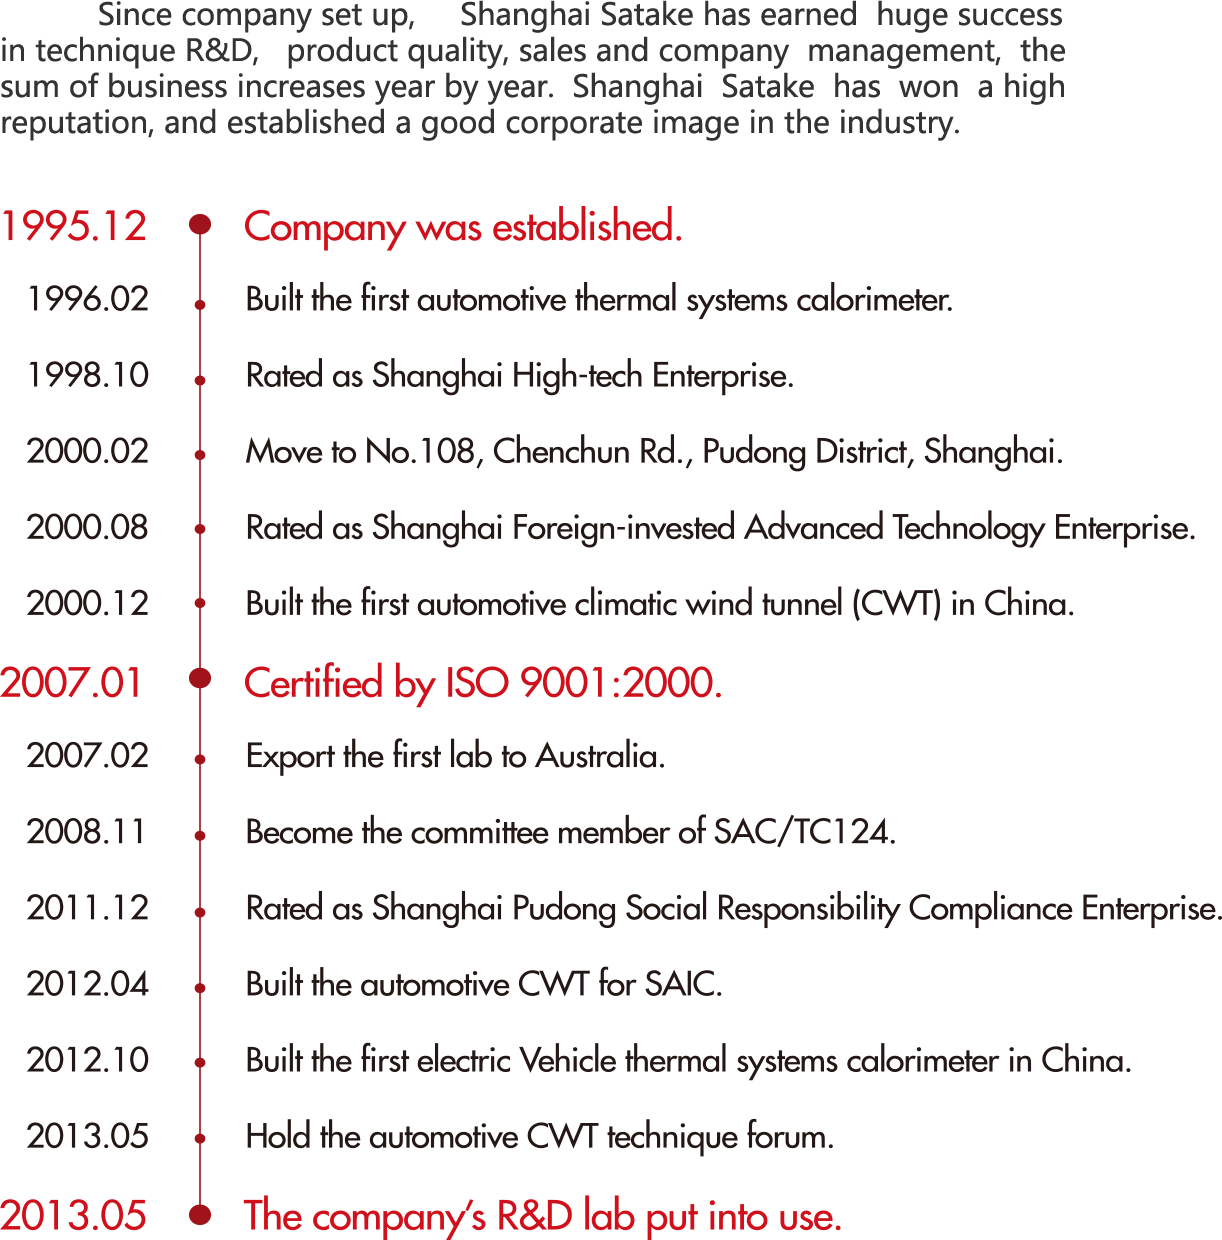 Since company set up, Shanghai Satake has earned huge success
in technique R&D, product quality, sales and company management, the
sum of business increases year by year. Shanghai Satake has won a high
reputation, and established a good corporate image in the industry.
1995.12 Company was established.
1996.02 Built the first automotive thermal systems calorimeter.
1998.10 Rated as Shanghai High-tech Enterprise.
2000.02 Move to No.108, Chenchun Rd., Pudong District, Shanghai.
2000.08 Rated as Shanghai Foreign-invested Advanced Technology Enterprise.
2000.12 Built the first automotive climatic wind tunnel (CWT) in China.
2007.01 Certified by ISO 9001:2000.
2007.02 Export the first lab to Australia.
2008.11 Become the committee member of SAC/TC124.
2011.12 Rated as Shanghai Pudong Social Responsibility Compliance Enterprise.
2012.04 Built the automotive CWT for SAIC.
2012.10 Built the first electric Vehicle thermal systems calorimeter in China.
2013.05 Hold the automotive CWT technique forum.
2013.05 The company's R&D lab put into use.